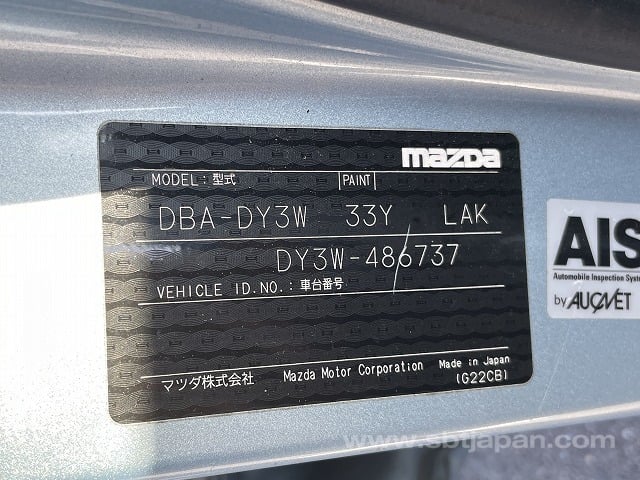 mazda
MODEL:型式 PAINT
DBA-DY3W 33Y LAK
DY3W-486737
VEHICLE ID.NO.:車台番号
マツダ株式会社 Mazda Motor Corporation Made in Japan
(G22CB)
AIS
Automobile Inspection System
by AUCNET
www.sbtjapan.com